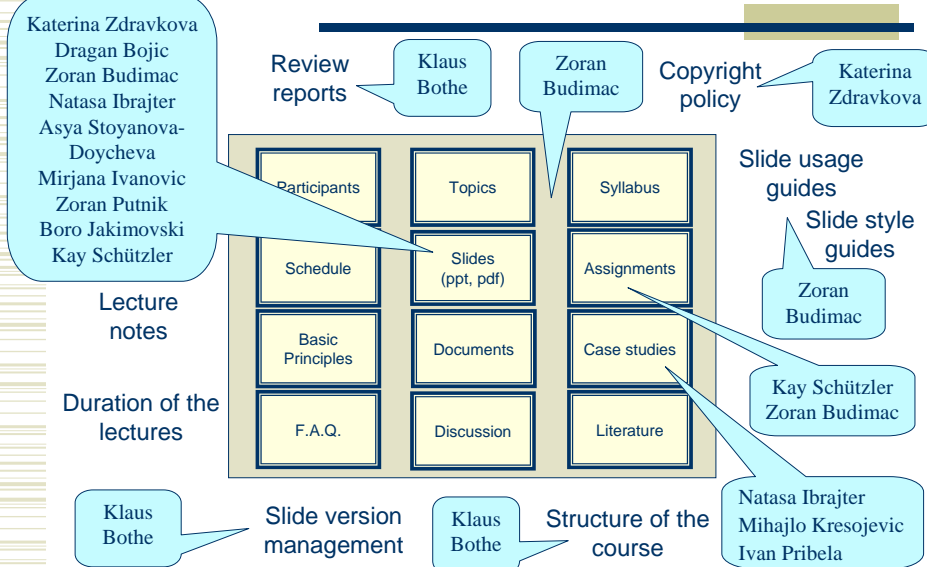 Katerina Zdravkova
Dragan Bojic
Zoran Budimac
Natasa Ibrajter
Asya Stoyanova-
Doycheva
Mirjana Ivanovic
Zoran Putnik
Boro Jakimovski
Kay Schützler
Review
reports
Klaus
Bothe
Zoran
Budimac
Copyright
policy
Katerina
Zdravkova
Participants
Topics
Syllabus
Slide usage
guides
Slide style
guides
Schedule
Slides
(ppt, pdf)
Assignments
Zoran
Budimac
Lecture
notes
Basic
Principles
Documents
Case studies
Kay Schützler
Zoran Budimac
Duration of the
lectures
F.A.Q.
Discussion
Literature
Natasa Ibrajter
Mihajlo Kresojevic
Ivan Pribela
Klaus
Bothe
Slide version
management
Klaus
Bothe
Structure of the
course